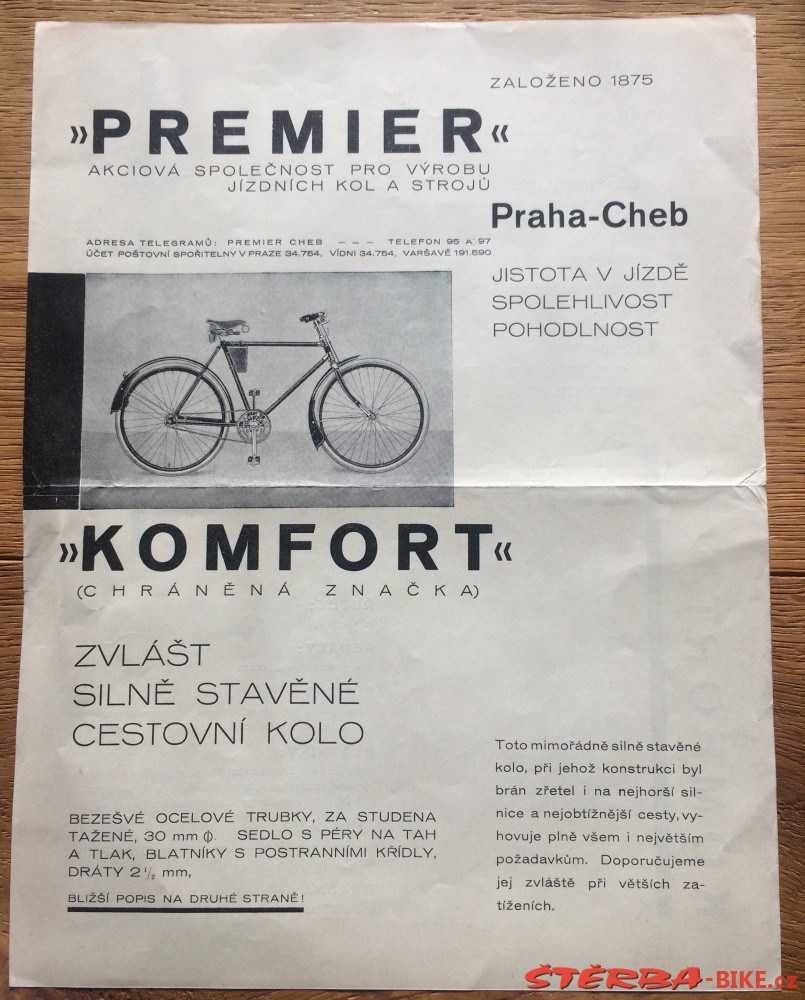 ZALOŽENO 1875
»PREMIER«
AKCIOVÁ SPOLEČNOST PRO VÝROBU
JÍZDNÍCH KOL A STROJŮ
Praha-Cheb
ADRESA TELEGRAMŮ: PREMIER CHEB — — — TELEFON 95 A 97
ÚČET POŠTOVNÍ SPOŘITELNY V PRAZE 34.754, VÍDNI 34.754, VARŠAVĚ 191.590
JISTOTA V JÍZDĚ
SPOLEHLIVOST
POHODLNOST
»KOMFORT«
(CHRÁNĚNÁ ZNAČKA)
ZVLÁŠT
SILNĚ STAVĚNÉ
CESTOVNÍ KOLO
BEZEŠVÉ OCELOVÉ TRUBKY, ZA STUDENA
TAŽENÉ, 30 mm ϕ. SEDLO S PÉRY NA TAH
A TLAK, BLATNÍKY S POSTRANNÍMI KŘÍDLY,
DRÁTY 2 1/2 mm,
BLIŽŠÍ POPIS NA DRUHÉ STRANĚ!
Toto mimořádně silně stavěné
kolo, při jehož konstrukci byl
brán zřetel i na nejhorší sil-
nice a nejobtížnější cesty, vy-
hovuje plně všem i největším
požadavkům. Doporučujeme
jej zvláště při větších za-
tíženích.
ŠTĚRBA-BIKE.cz